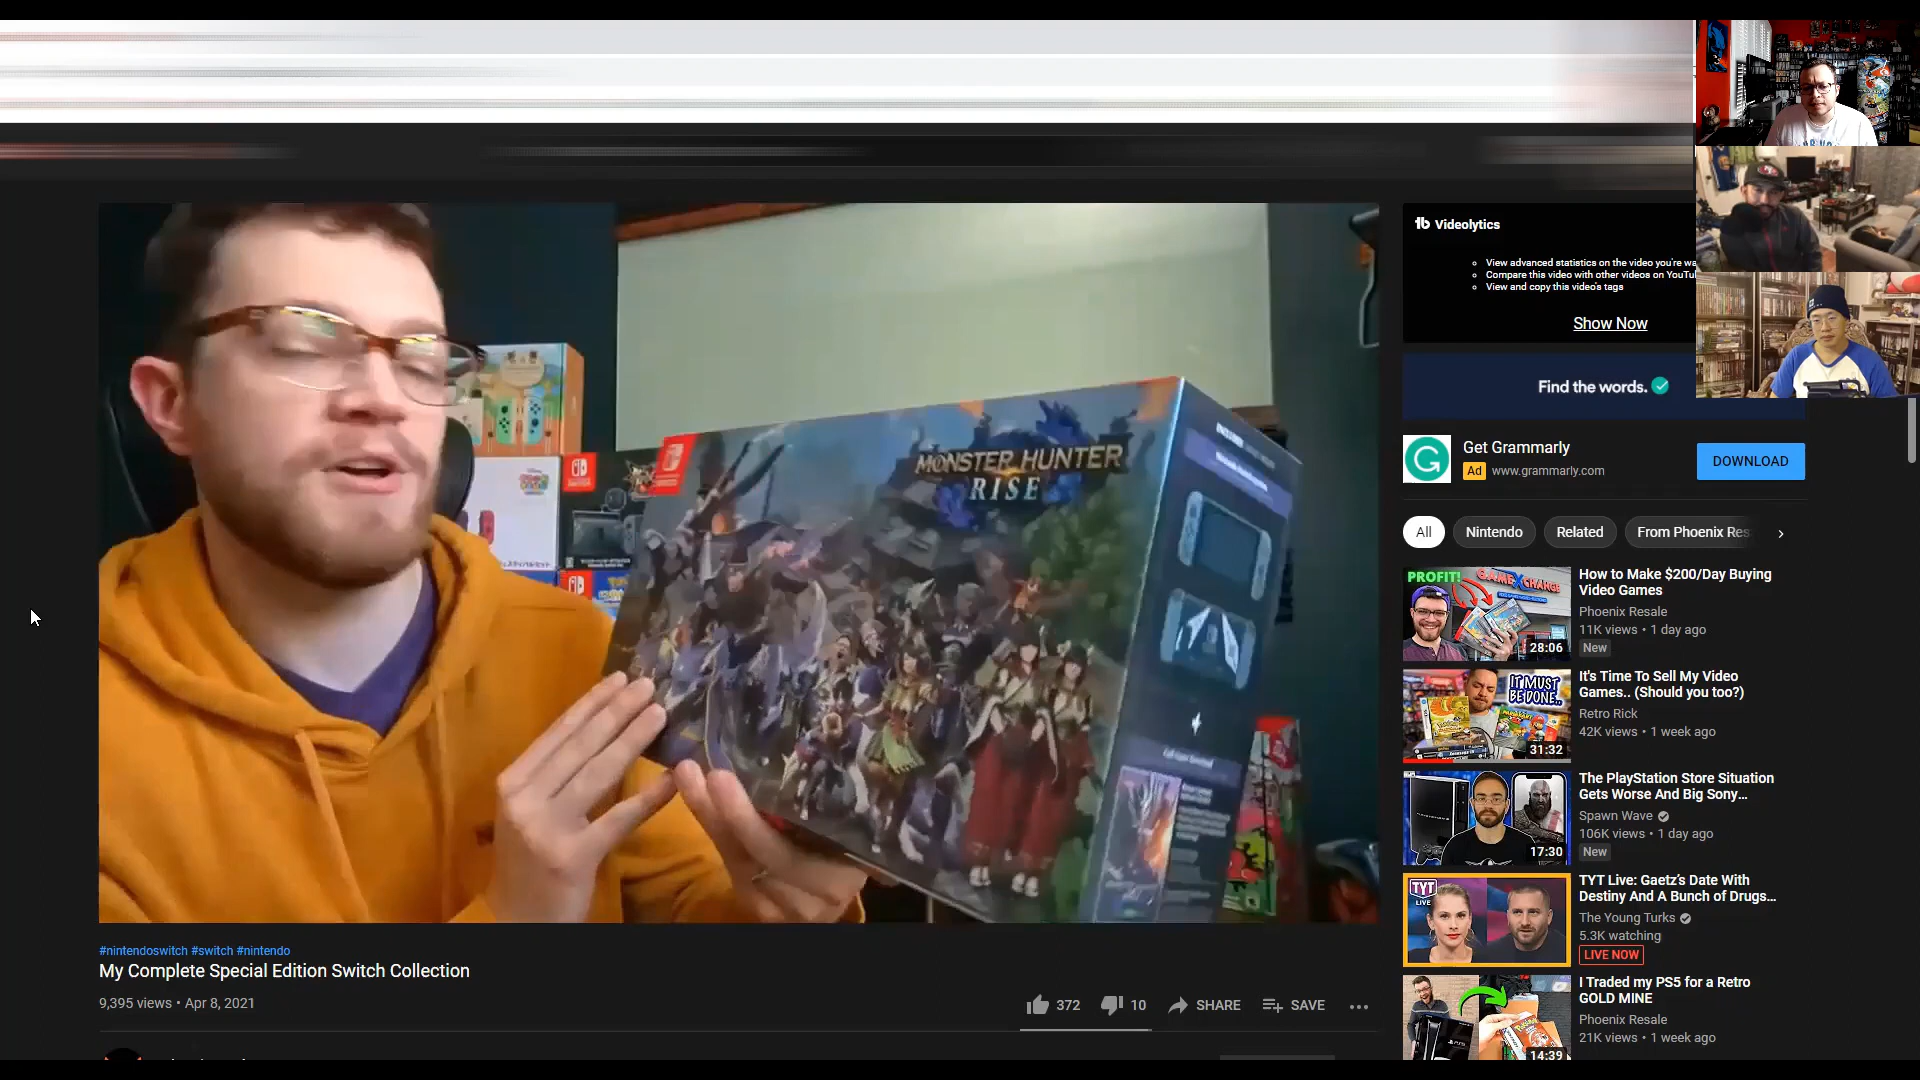 MONSTER HUNTER
RISE
#nintendoswitch #switch #nintendo
My Complete Special Edition Switch Collection
9,395 views • Apr 8, 2021
372
10
SHARE
SAVE
tb Videolytics
View advanced statistics on the video you're wa
Compare this video with other videos on YouTu
View and copy this video's tags
Show Now
Find the words.
Get Grammarly
Ad www.grammarly.com
DOWNLOAD
All
Nintendo
Related
From Phoenix Res
PROFIT!
GAME XCHANGE
28:06
How to Make $200/Day Buying
Video Games
Phoenix Resale
11K views • 1 day ago
New
IT MUST
BE DONE..
31:32
It's Time To Sell My Video
Games.. (Should you too?)
Retro Rick
42K views • 1 week ago
17:30
The PlayStation Store Situation
Gets Worse And Big Sony...
Spawn Wave
106K views • 1 day ago
New
TYT
LIVE
TYT Live: Gaetz's Date With
Destiny And A Bunch of Drugs...
The Young Turks
5.3K watching
LIVE NOW
14:39
I Traded my PS5 for a Retro
GOLD MINE
Phoenix Resale
21K views • 1 week ago